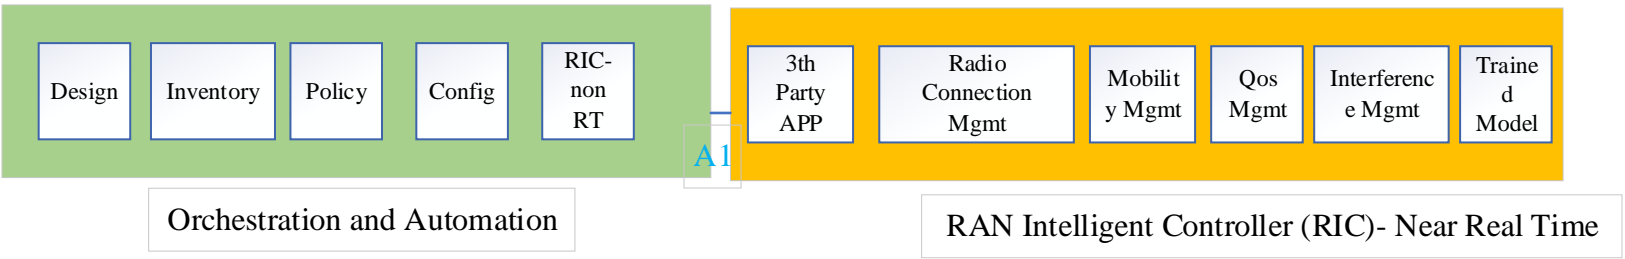 Design
Inventory
Policy
Config
RIC-
non
RT
A1
3th
Party
APP
Radio
Connection
Mgmt
Mobilit
y Mgmt
Qos
Mgmt
Interferenc
e Mgmt
Traine
d
Model
Orchestration and Automation
RAN Intelligent Controller (RIC)- Near Real Time